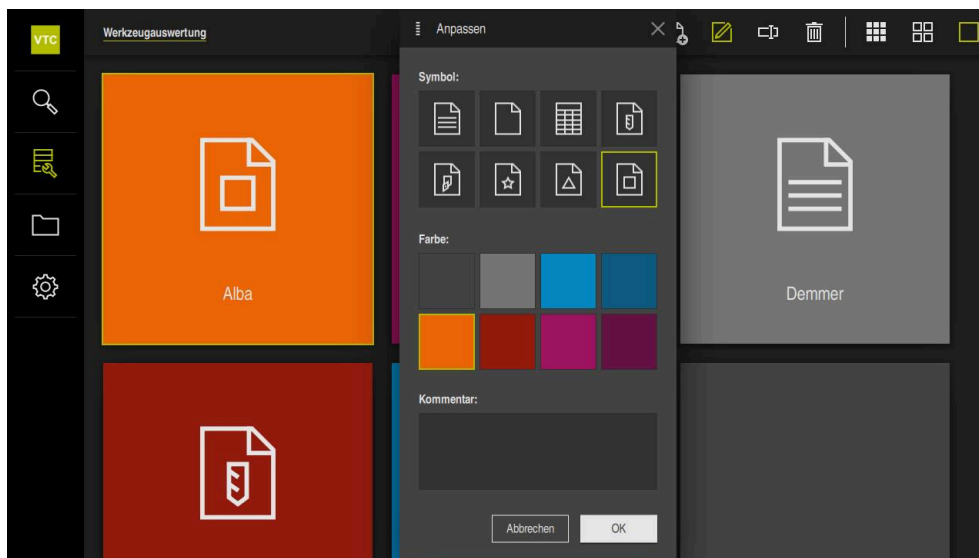 VTC
Werkzeugauswertung
Anpassen
Symbol:
Alba
Farbe:
Demmer
Kommentar:
Abbrechen
OK